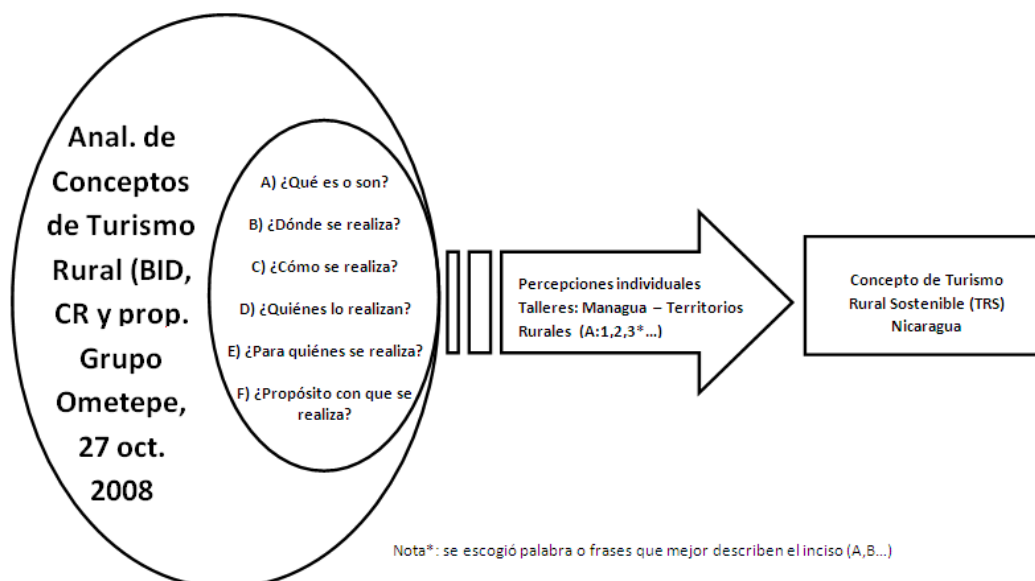 Anal. de
Conceptos
de Turismo
Rural (BID,
CR y prop.
Grupo
Ometepe,
27 oct.
2008
A) ¿Qué es o son?
B) ¿Dónde se realiza?
C) ¿Cómo se realiza?
D) ¿Quiénes lo realizan?
E) ¿Para quiénes se realiza?
F) ¿Propósito con que se
realiza?
Percepciones individuales
Talleres: Managua – Territorios
Rurales (A:1,2,3*...)
Concepto de Turismo
Rural Sostenible (TRS)
Nicaragua
Nota*: se escogió palabra o frases que mejor describen el inciso (A,B...)